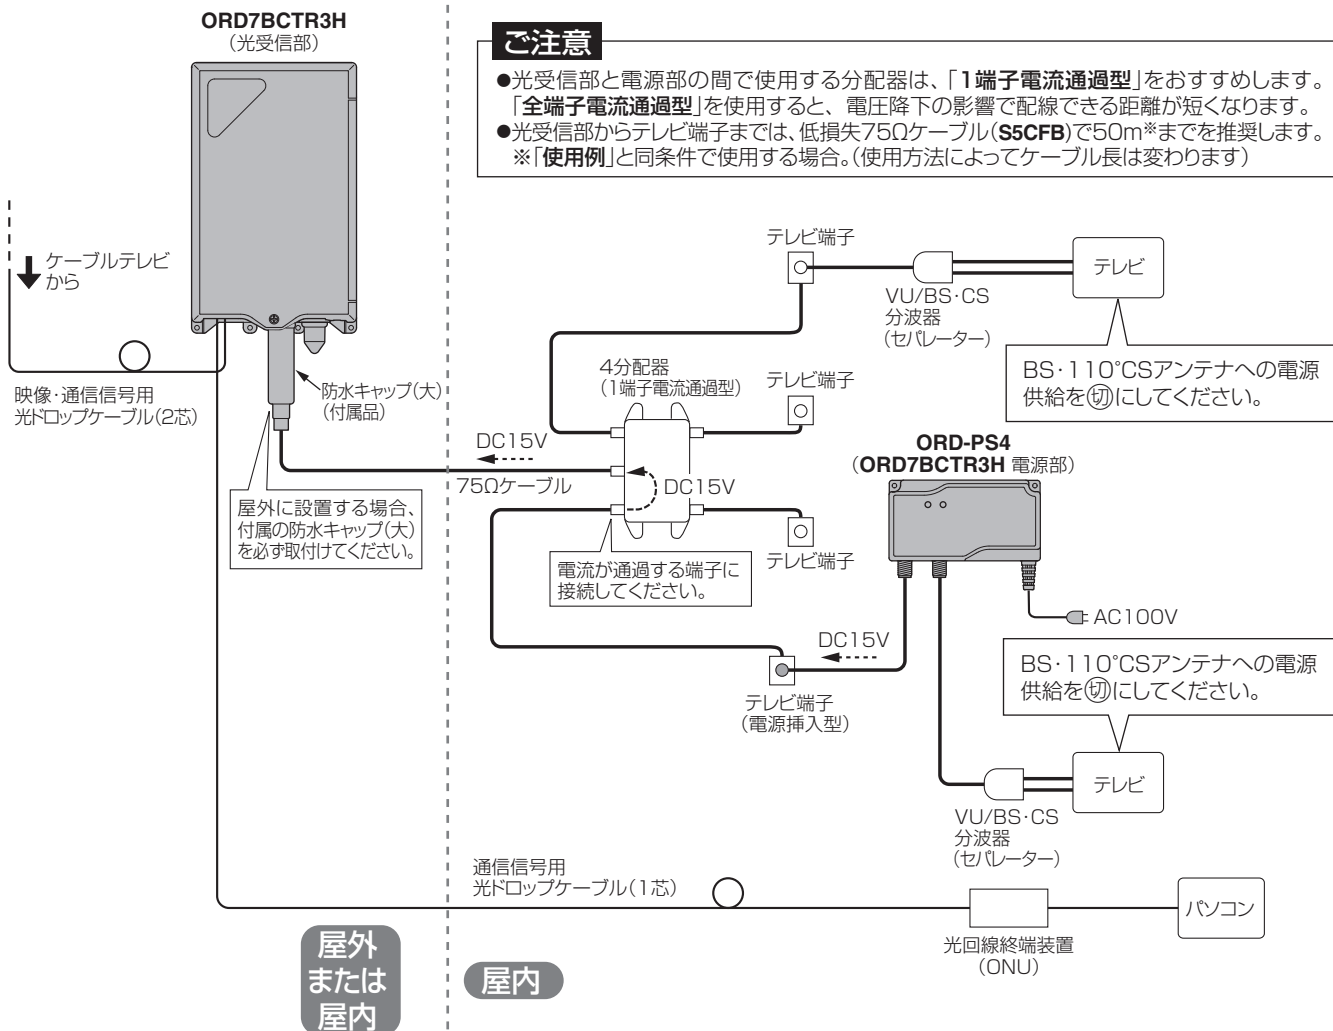 ORD7BCTR3H
(光受信部)
ご注意
●光受信部と電源部の間で使用する分配器は、「1端子電流通過型」をおすすめします。
「全端子電流通過型」を使用すると、電圧降下の影響で配線できる距離が短くなります。
●光受信部からテレビ端子までは、低損失75Ωケーブル(S5CFB)で50m※までを推奨します。
※「使用例」と同条件で使用する場合。(使用方法によってケーブル長は変わります)
ケーブルテレビ
から
映像・通信信号用
光ドロップケーブル(2芯)
防水キャップ(大)
(付属品)
屋外に設置する場合、
付属の防水キャップ(大)
を必ず取付けてください。
テレビ端子
VU/BS・CS
分波器
(セパレーター)
テレビ
BS・110°CSアンテナへの電源
供給を㊀にしてください。
4分配器
(1端子電流通過型)
テレビ端子
DC15V
75Ωケーブル
DC15V
電流が通過する端子に
接続してください。
テレビ端子
ORD-PS4
(ORD7BCTR3H 電源部)
AC100V
DC15V
テレビ端子
(電源挿入型)
BS・110°CSアンテナへの電源
供給を切にしてください。
テレビ
VU/BS・CS
分波器
(セパレーター)
通信信号用
光ドロップケーブル(1芯)
光回線終端装置
(ONU)
パソコン
屋外
または
屋内
屋内